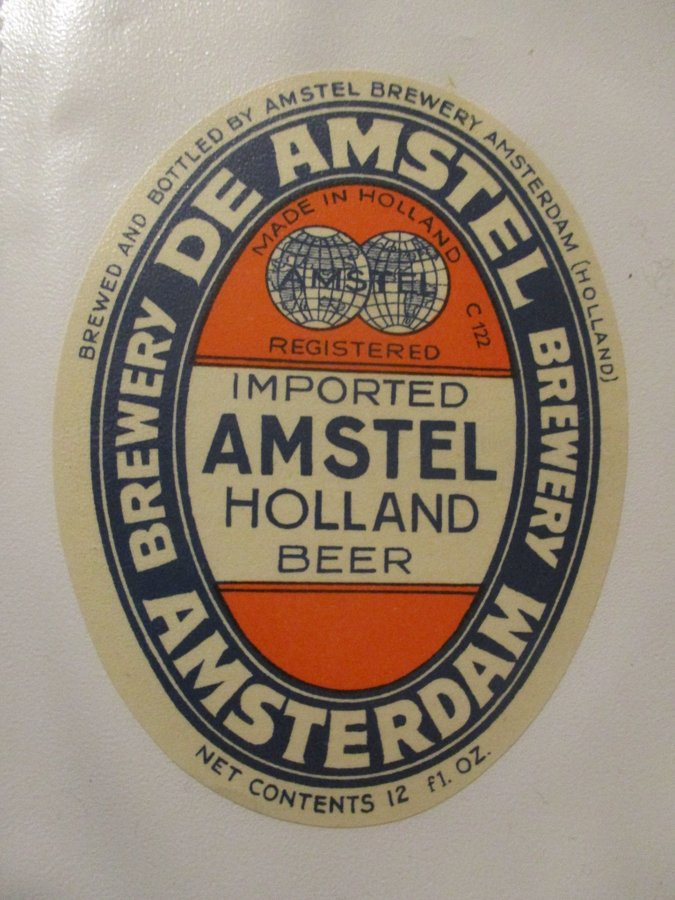 BREWED AND BOTTLED BY AMSTEL BREWERY AMSTERDAM (HOLLAND)
BREWERY DE AMSTEL BREWERY
AMSTERDAM
MADE IN HOLLAND
AMSTEL
C 122
REGISTERED
IMPORTED
AMSTEL
HOLLAND
BEER
NET CONTENTS 12 fl. OZ.